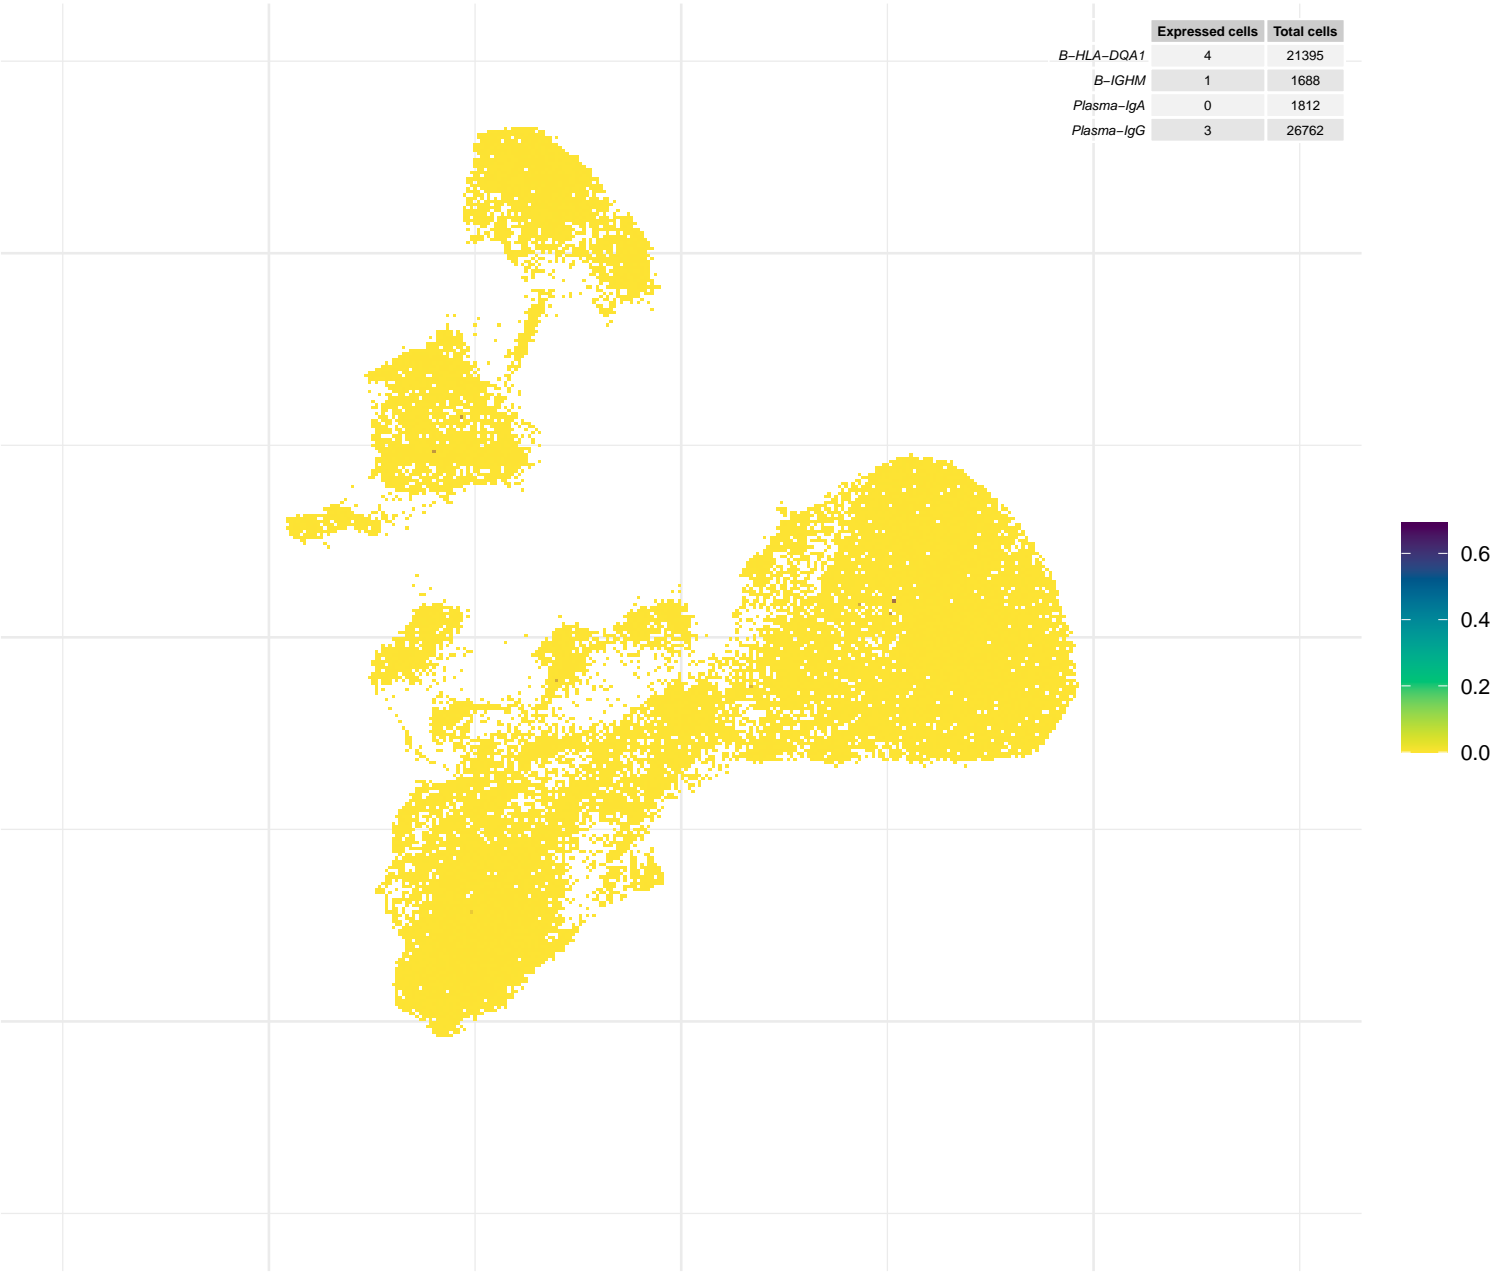 Expressed cells Total cells
B−HLA−DQA1 4 21395
B−IGHM 1 1688
Plasma−IgA 0 1812
Plasma−IgG 3 26762
0.6
0.4
0.2
0.0